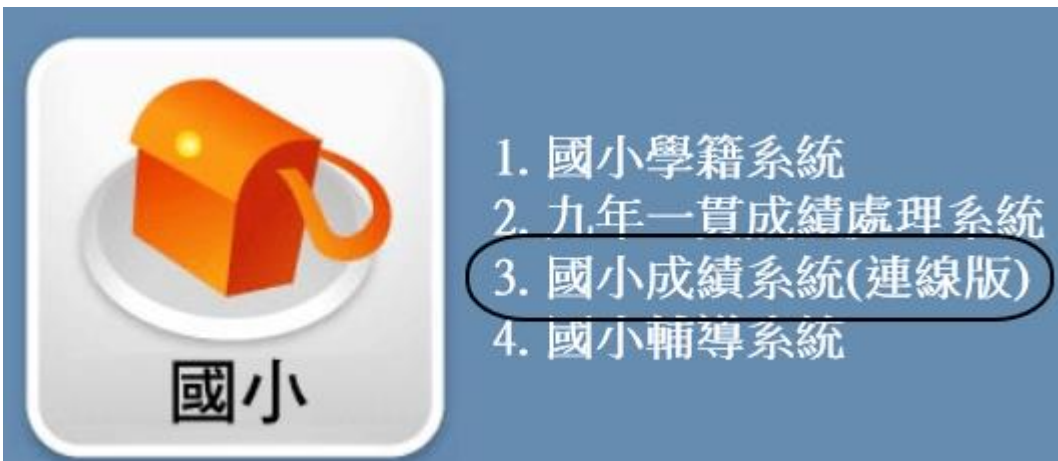 國小
1. 國小學籍系統
2. 九年一貫成績處理系統
3. 國小成績系統(連線版)
4. 國小輔導系統